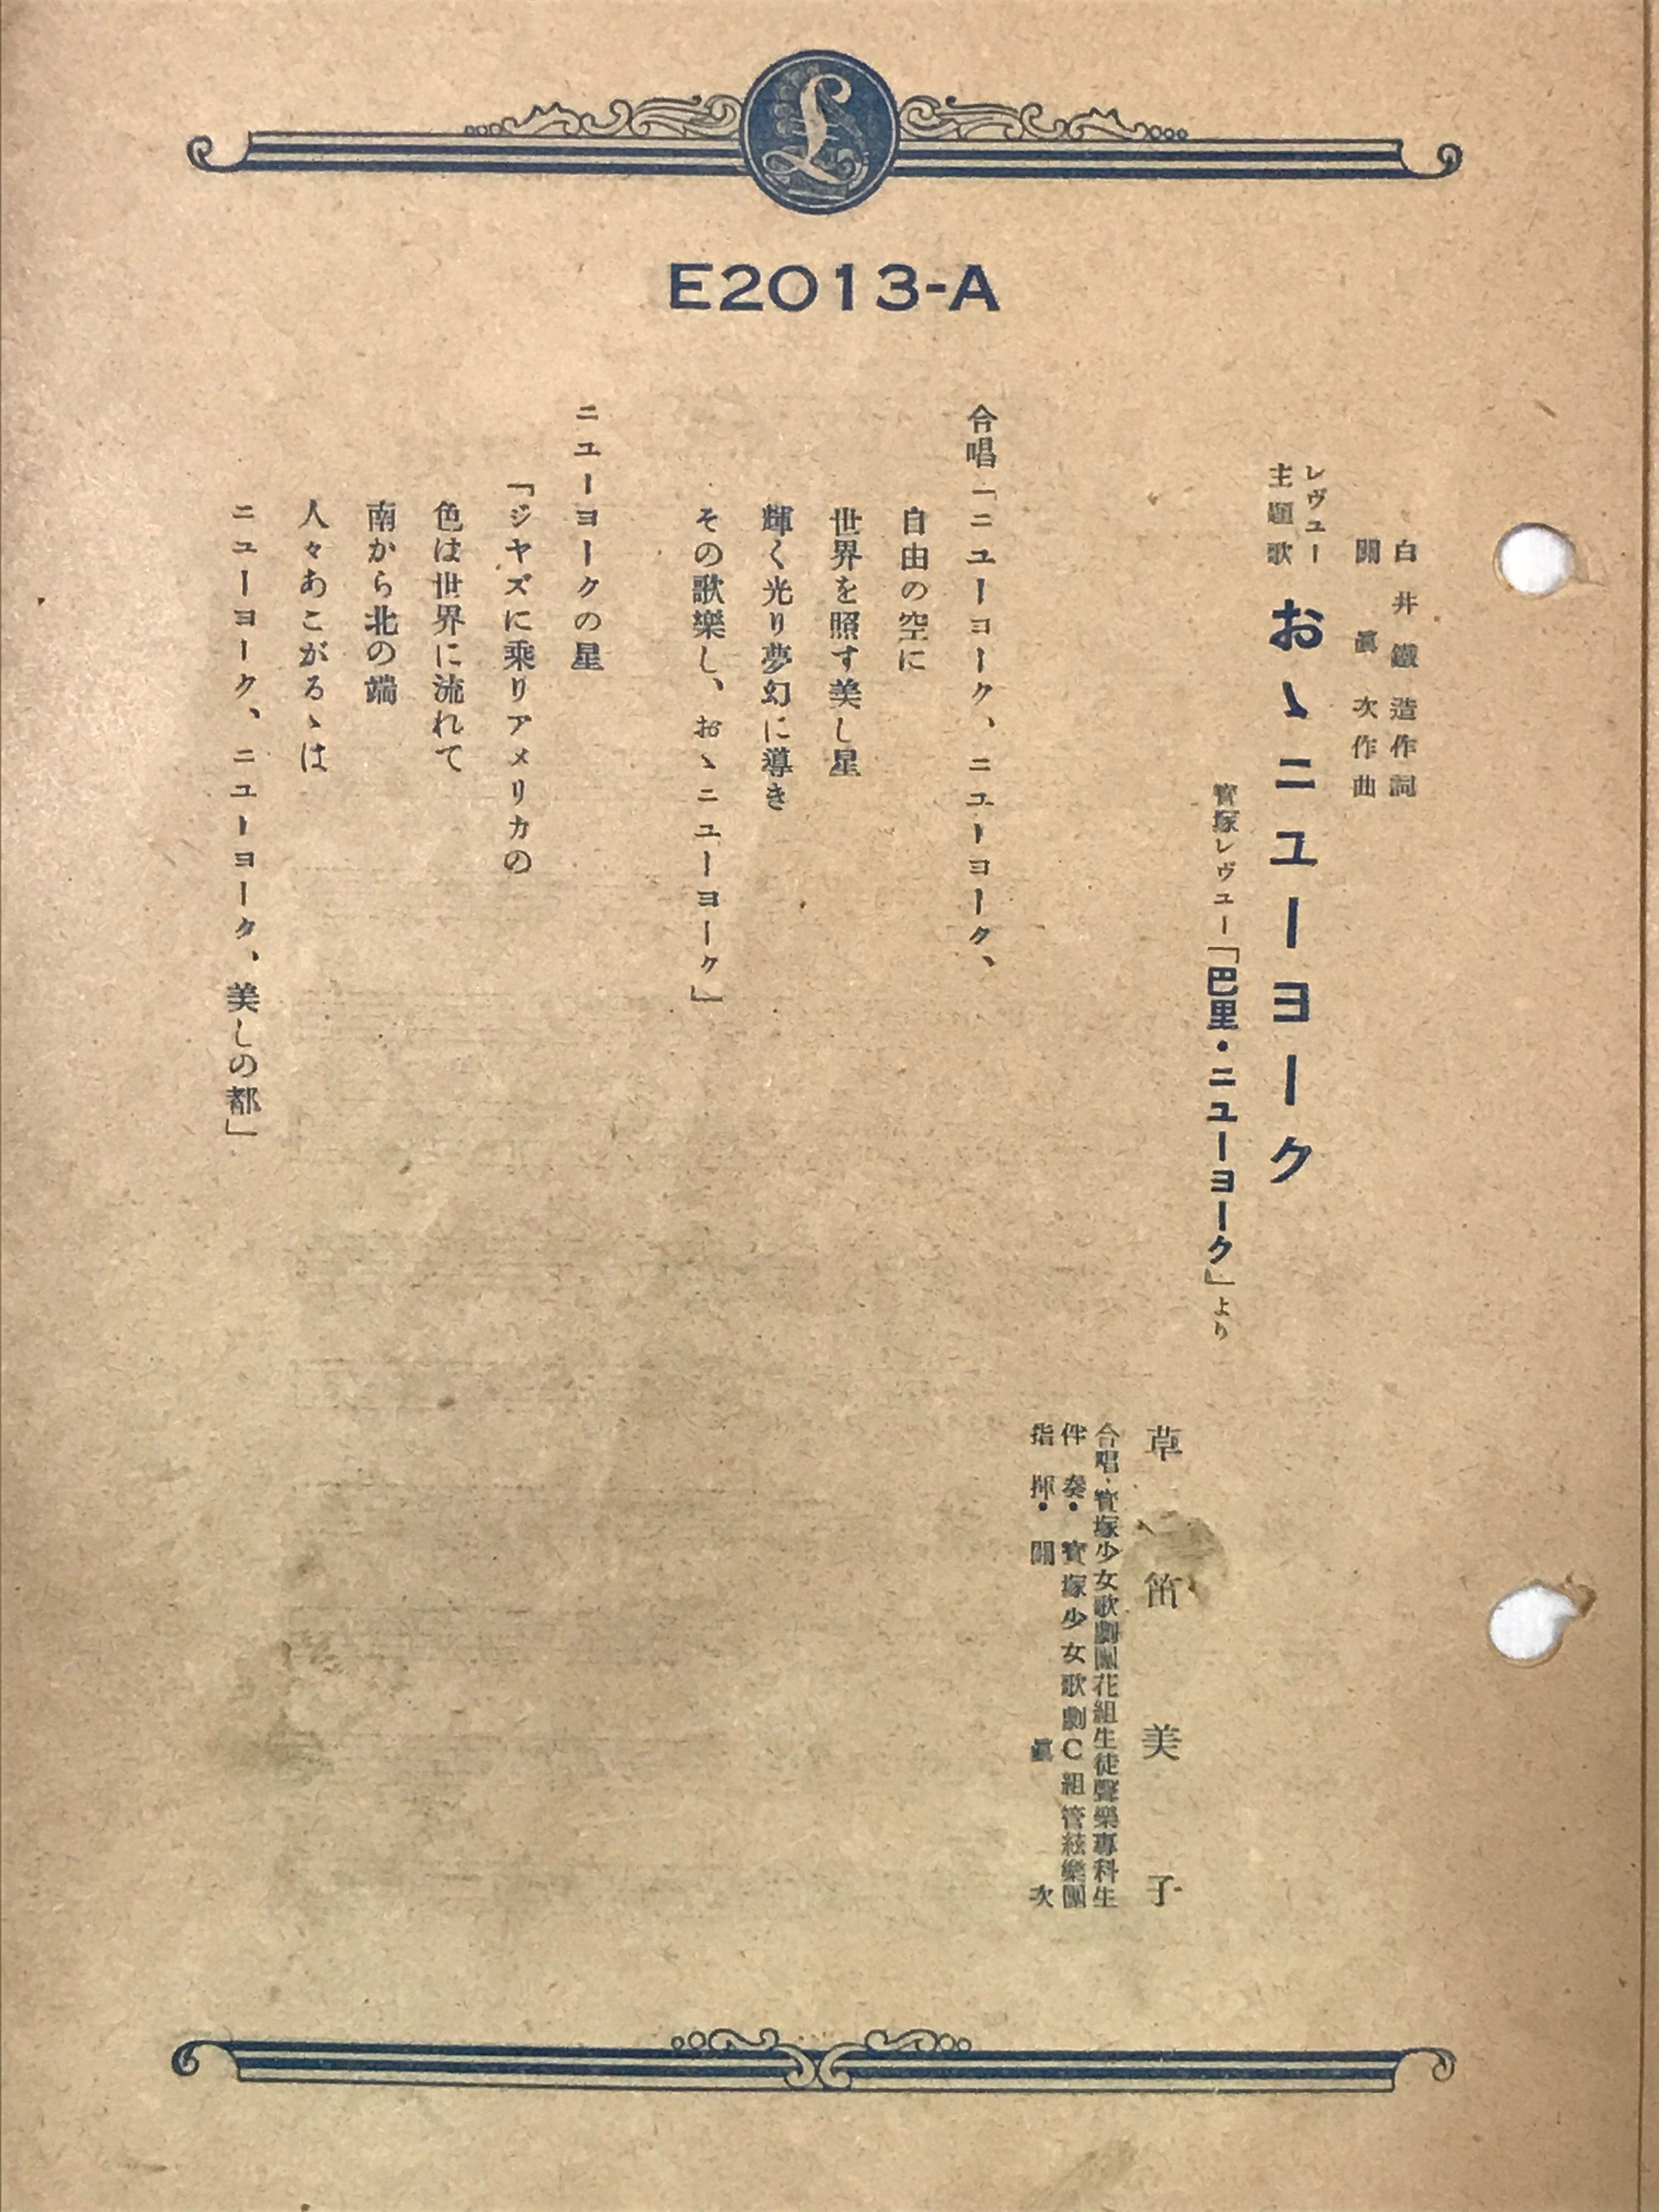 E2013-A
白井鐵造作詞
關眞次作曲
レヴュー
主題歌
おゝニユーヨーク
寳塚レヴユー「巴里・ニユーヨーク」より
草笛美子
合唱・寳塚少女歌劇團花組生徒聲樂專科生
伴奏・寳塚少女歌劇C組管絃樂團
指揮・關眞次
合唱「ニユーヨーク、ニユーヨーク、
自由の空に
世界を照す美し星
輝く光り夢幻に導き
その歌樂し、おゝニユーヨーク」
ニユーヨークの星
「ジヤズに乘りアメリカの
色は世界に流れて
南から北の端
人々あこがるゝは
ニユーヨーク、ニユーヨーク、美しの都」